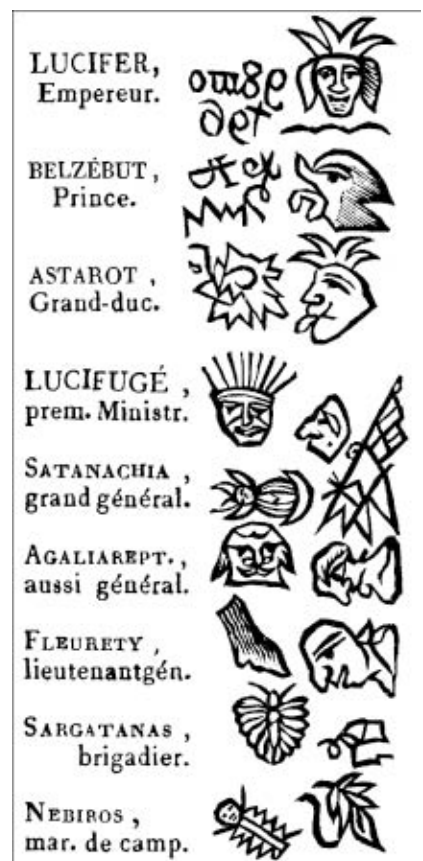 LUCIFER,
Empereur.
BELZÉBUT,
Prince.
ASTAROT,
Grand-duc.
LUCIFUGÉ,
prem. Ministr.
SATANACHIA,
grand général.
AGALIAREPT.,
aussi général.
FLEURETY,
lieutenantgén.
SARGATANAS,
brigadier.
NEBIROS,
mar. de camp.